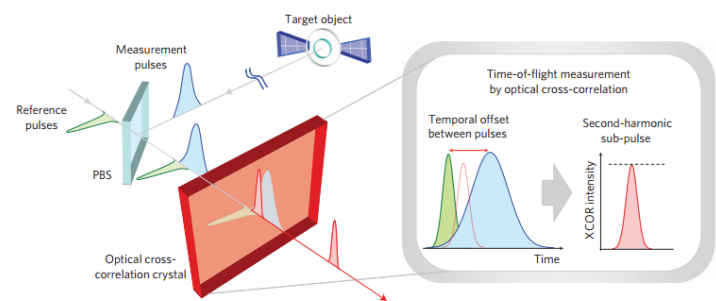 Target object
Measurement
pulses
Reference
pulses
PBS
Optical cross-
correlation crystal
Time-of-flight measurement
by optical cross-correlation
Temporal offset
between pulses
Time
Second-harmonic
sub-pulse
XCOR intensity